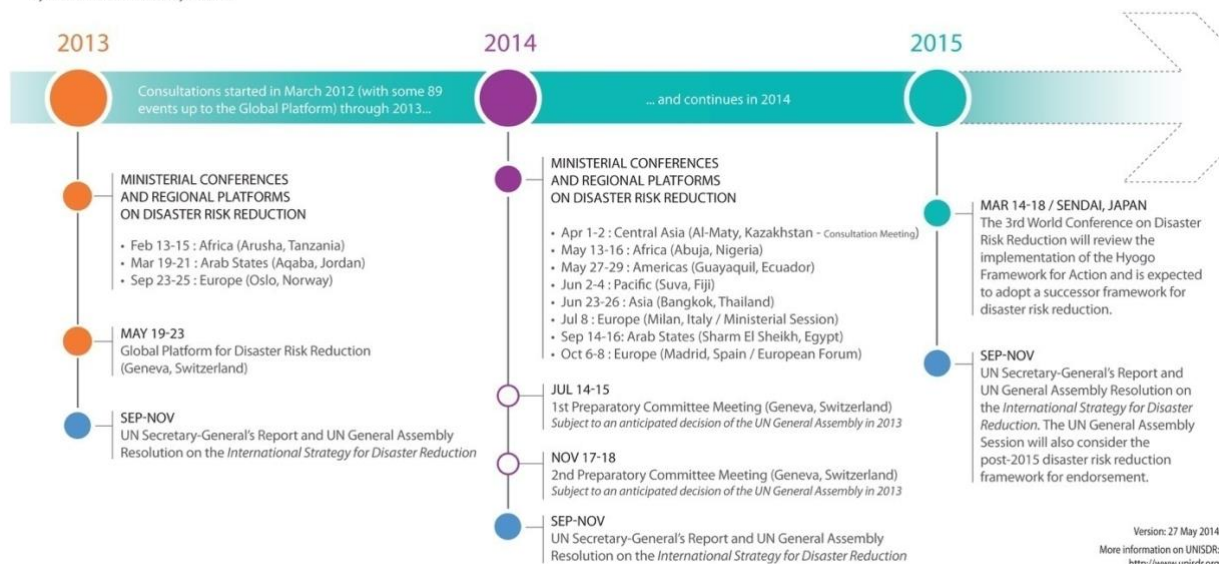 2013
Consultations started in March 2012 (with some 89
events up to the Global Platform) through 2013...
MINISTERIAL CONFERENCES
AND REGIONAL PLATFORMS
ON DISASTER RISK REDUCTION
• Feb 13-15 : Africa (Arusha, Tanzania)
• Mar 19-21 : Arab States (Aqaba, Jordan)
• Sep 23-25 : Europe (Oslo, Norway)
MAY 19-23
Global Platform for Disaster Risk Reduction
(Geneva, Switzerland)
SEP-NOV
UN Secretary-General's Report and UN General Assembly
Resolution on the International Strategy for Disaster Reduction
2014
... and continues in 2014
MINISTERIAL CONFERENCES
AND REGIONAL PLATFORMS
ON DISASTER RISK REDUCTION
• Apr 1-2 : Central Asia (Al-Maty, Kazakhstan - Consultation Meeting)
• May 13-16 : Africa (Abuja, Nigeria)
• May 27-29 : Americas (Guayaquil, Ecuador)
• Jun 2-4 : Pacific (Suva, Fiji)
• Jun 23-26 : Asia (Bangkok, Thailand)
• Jul 8 : Europe (Milan, Italy / Ministerial Session)
• Sep 14-16: Arab States (Sharm El Sheikh, Egypt)
• Oct 6-8 : Europe (Madrid, Spain / European Forum)
JUL 14-15
1st Preparatory Committee Meeting (Geneva, Switzerland)
Subject to an anticipated decision of the UN General Assembly in 2013
NOV 17-18
2nd Preparatory Committee Meeting (Geneva, Switzerland)
Subject to an anticipated decision of the UN General Assembly in 2013
SEP-NOV
UN Secretary-General's Report and UN General Assembly
Resolution on the International Strategy for Disaster Reduction
2015
MAR 14-18 / SENDAI, JAPAN
The 3rd World Conference on Disaster
Risk Reduction will review the
implementation of the Hyogo
Framework for Action and is expected
to adopt a successor framework for
disaster risk reduction.
SEP-NOV
UN Secretary-General's Report and
UN General Assembly Resolution on
the International Strategy for Disaster
Reduction. The UN General Assembly
Session will also consider the
post-2015 disaster risk reduction
framework for endorsement.
Version: 27 May 2014
More information on UNISDR:
http://www.unisdr.org